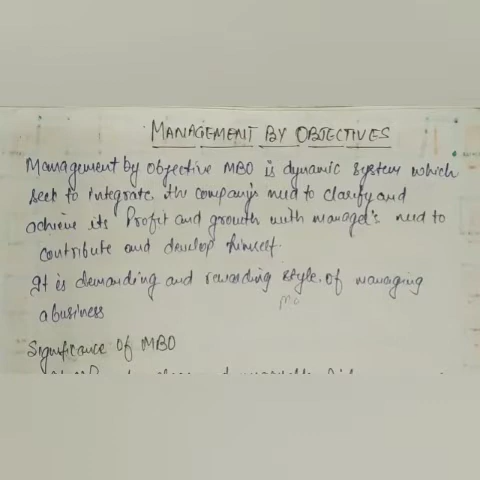 MANAGEMENT BY OBJECTIVES
Management by objective MBO is dynamic system which
seek to integrate the company's need to clarify and
achieve its Profit and growth with manager's need to
contribute and develop himself.
It is demanding and rewarding style of managing
a business
Significance of MBO